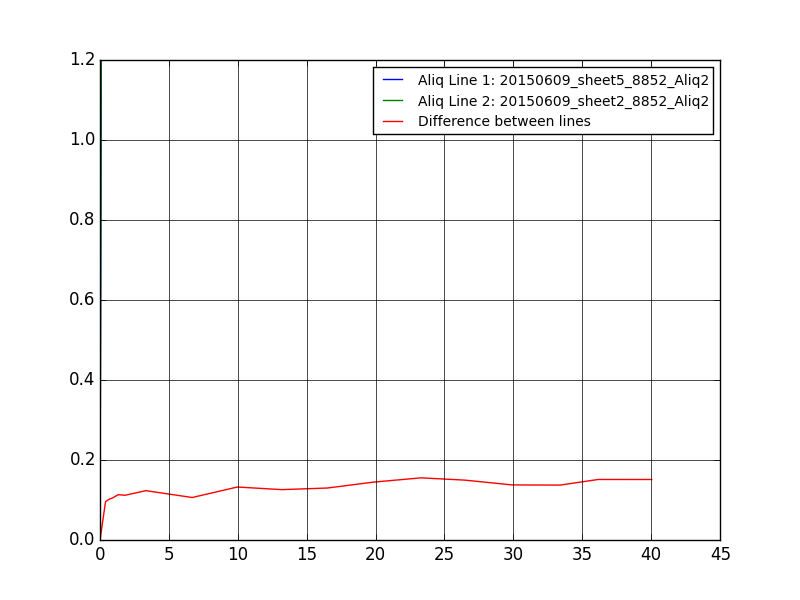 1.2
1.0
0.8
0.6
0.4
0.2
0.0
Aliq Line 1: 20150609_sheet5_8852_Aliq2
Aliq Line 2: 20150609_sheet2_8852_Aliq2
Difference between lines
0 5 10 15 20 25 30 35 40 45